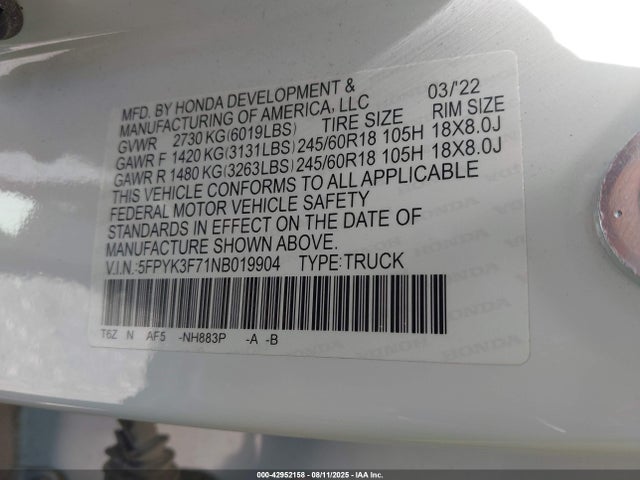 MFD. BY HONDA DEVELOPMENT & 03/'22
MANUFACTURING OF AMERICA, LLC
GVWR 2730 KG(6019LBS) TIRE SIZE RIM SIZE
GAWR F 1420 KG(3131LBS) 245/60R18 105H 18X8.0J
GAWR R 1480 KG(3263LBS) 245/60R18 105H 18X8.0J
THIS VEHICLE CONFORMS TO ALL APPLICABLE
FEDERAL MOTOR VEHICLE SAFETY
STANDARDS IN EFFECT ON THE DATE OF
MANUFACTURE SHOWN ABOVE.
V.I.N.:5FPYK3F71NB019904 TYPE:TRUCK
T6Z N AF5 -NH883P -A -B
000-42952158 - 08/11/2025 - IAA Inc.